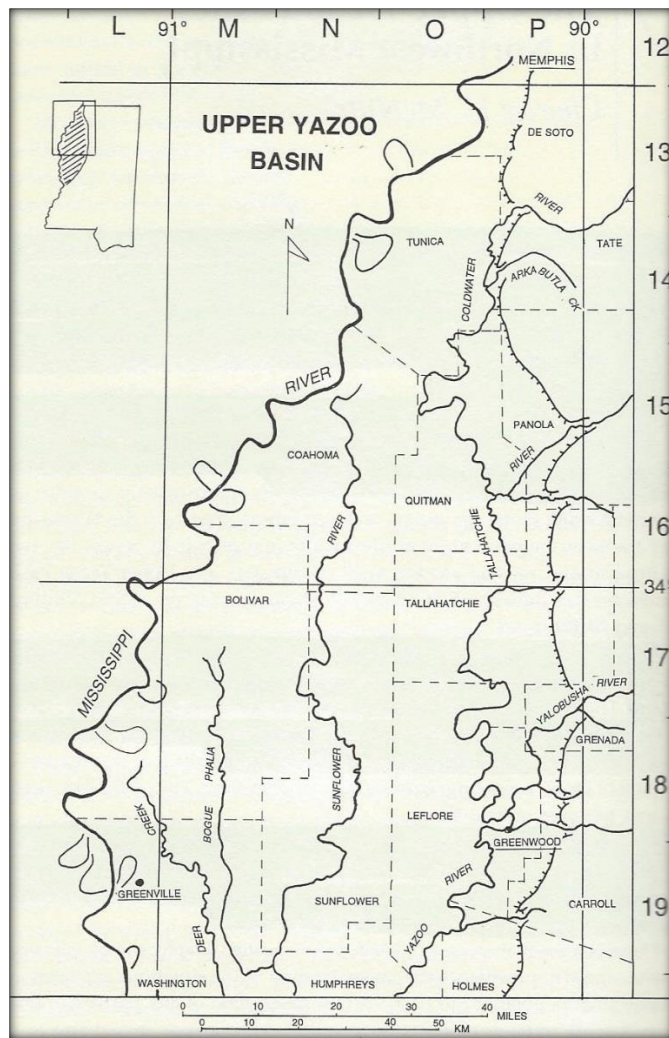 L 91° M N O P 90°
12
MEMPHIS
UPPER YAZOO
BASIN
DE SOTO
13
N
TUNICA
RIVER
TATE
COLDWATER
ARKABUTLA CK
14
RIVER
15
COAHOMA
PANOLA
RIVER
QUITMAN
RIVER
TALLAHATCHIE
16
34°
BOLIVAR
TALLAHATCHIE
MISSISSIPPI
17
YALOBUSHA RIVER
GRENADA
PHALIA
SUNFLOWER
18
CREEK
BOGUE
LEFLORE
GREENWOOD
GREENVILLE
RIVER
SUNFLOWER
CARROLL
19
DEER
YAZOO
WASHINGTON
HUMPHREYS
HOLMES
0 10 20 30 40 MILES
0 10 20 30 40 50 KM